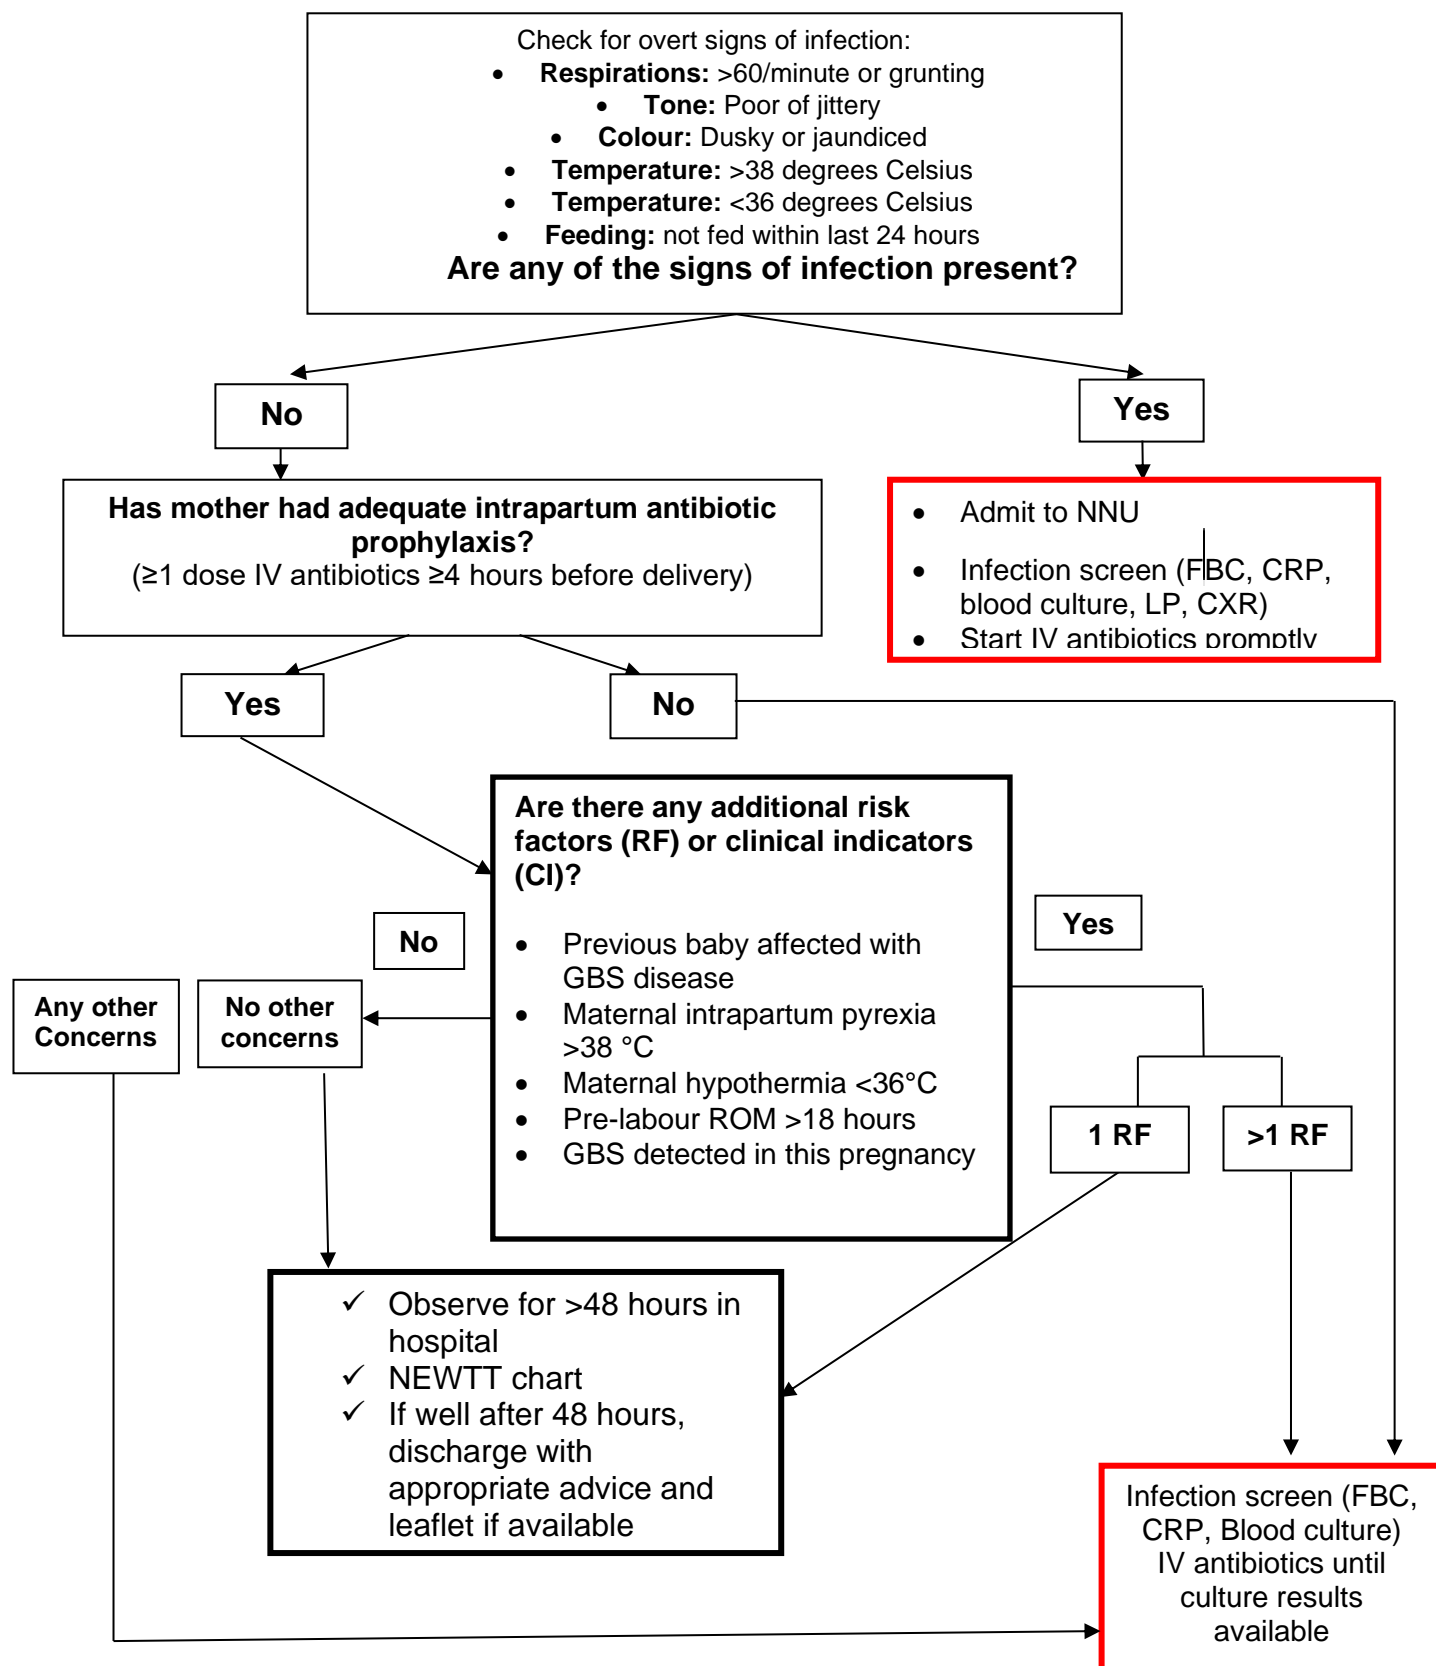 Check for overt signs of infection:
• Respirations: >60/minute or grunting
• Tone: Poor of jittery
• Colour: Dusky or jaundiced
• Temperature: >38 degrees Celsius
• Temperature: <36 degrees Celsius
• Feeding: not fed within last 24 hours
Are any of the signs of infection present?
No
Yes
Has mother had adequate intrapartum antibiotic
prophylaxis?
(≥1 dose IV antibiotics ≥4 hours before delivery)
• Admit to NNU
• Infection screen (FBC, CRP,
blood culture, LP, CXR)
• Start IV antibiotics promptly
Yes
No
Are there any additional risk
factors (RF) or clinical indicators
(CI)?
• Previous baby affected with
GBS disease
• Maternal intrapartum pyrexia
>38 °C
• Maternal hypothermia <36°C
• Pre-labour ROM >18 hours
• GBS detected in this pregnancy
No
Yes
Any other
Concerns
No other
concerns
1 RF
>1 RF
✓ Observe for >48 hours in
hospital
✓ NEWTT chart
✓ If well after 48 hours,
discharge with
appropriate advice and
leaflet if available
Infection screen (FBC,
CRP, Blood culture)
IV antibiotics until
culture results
available